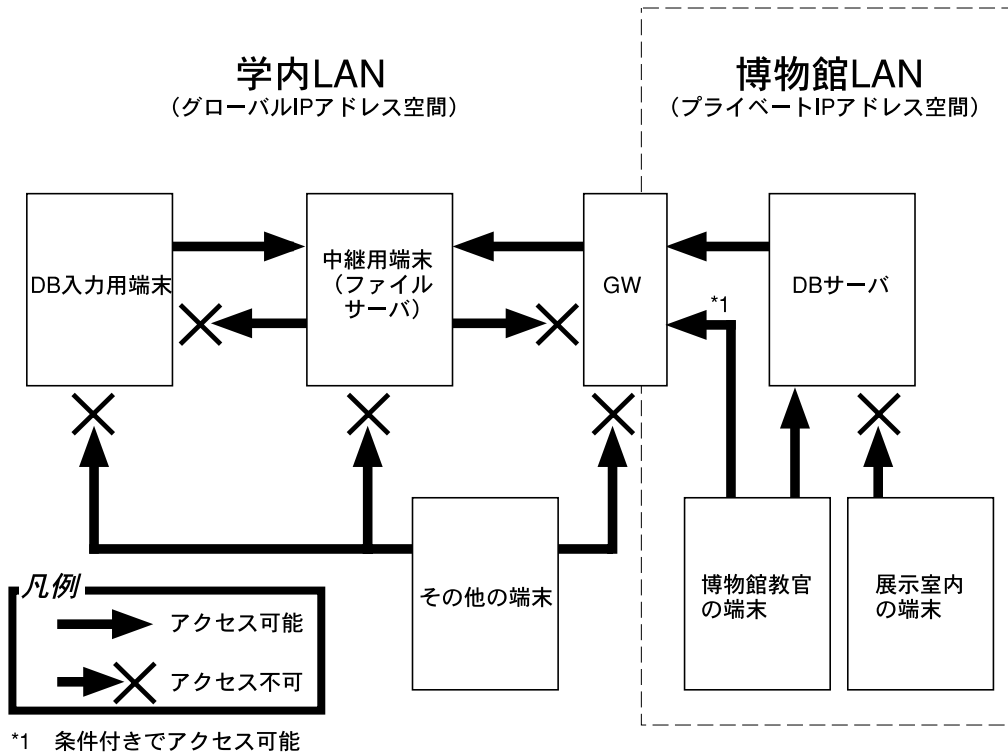 学内LAN
（グローバルIPアドレス空間）
博物館LAN
（プライベートIPアドレス空間）
DB入力用端末
中継用端末
（ファイル
サーバ）
GW
DBサーバ
*1
その他の端末
博物館教官
の端末
展示室内
の端末
凡例
アクセス可能
アクセス不可
*1 条件付きでアクセス可能